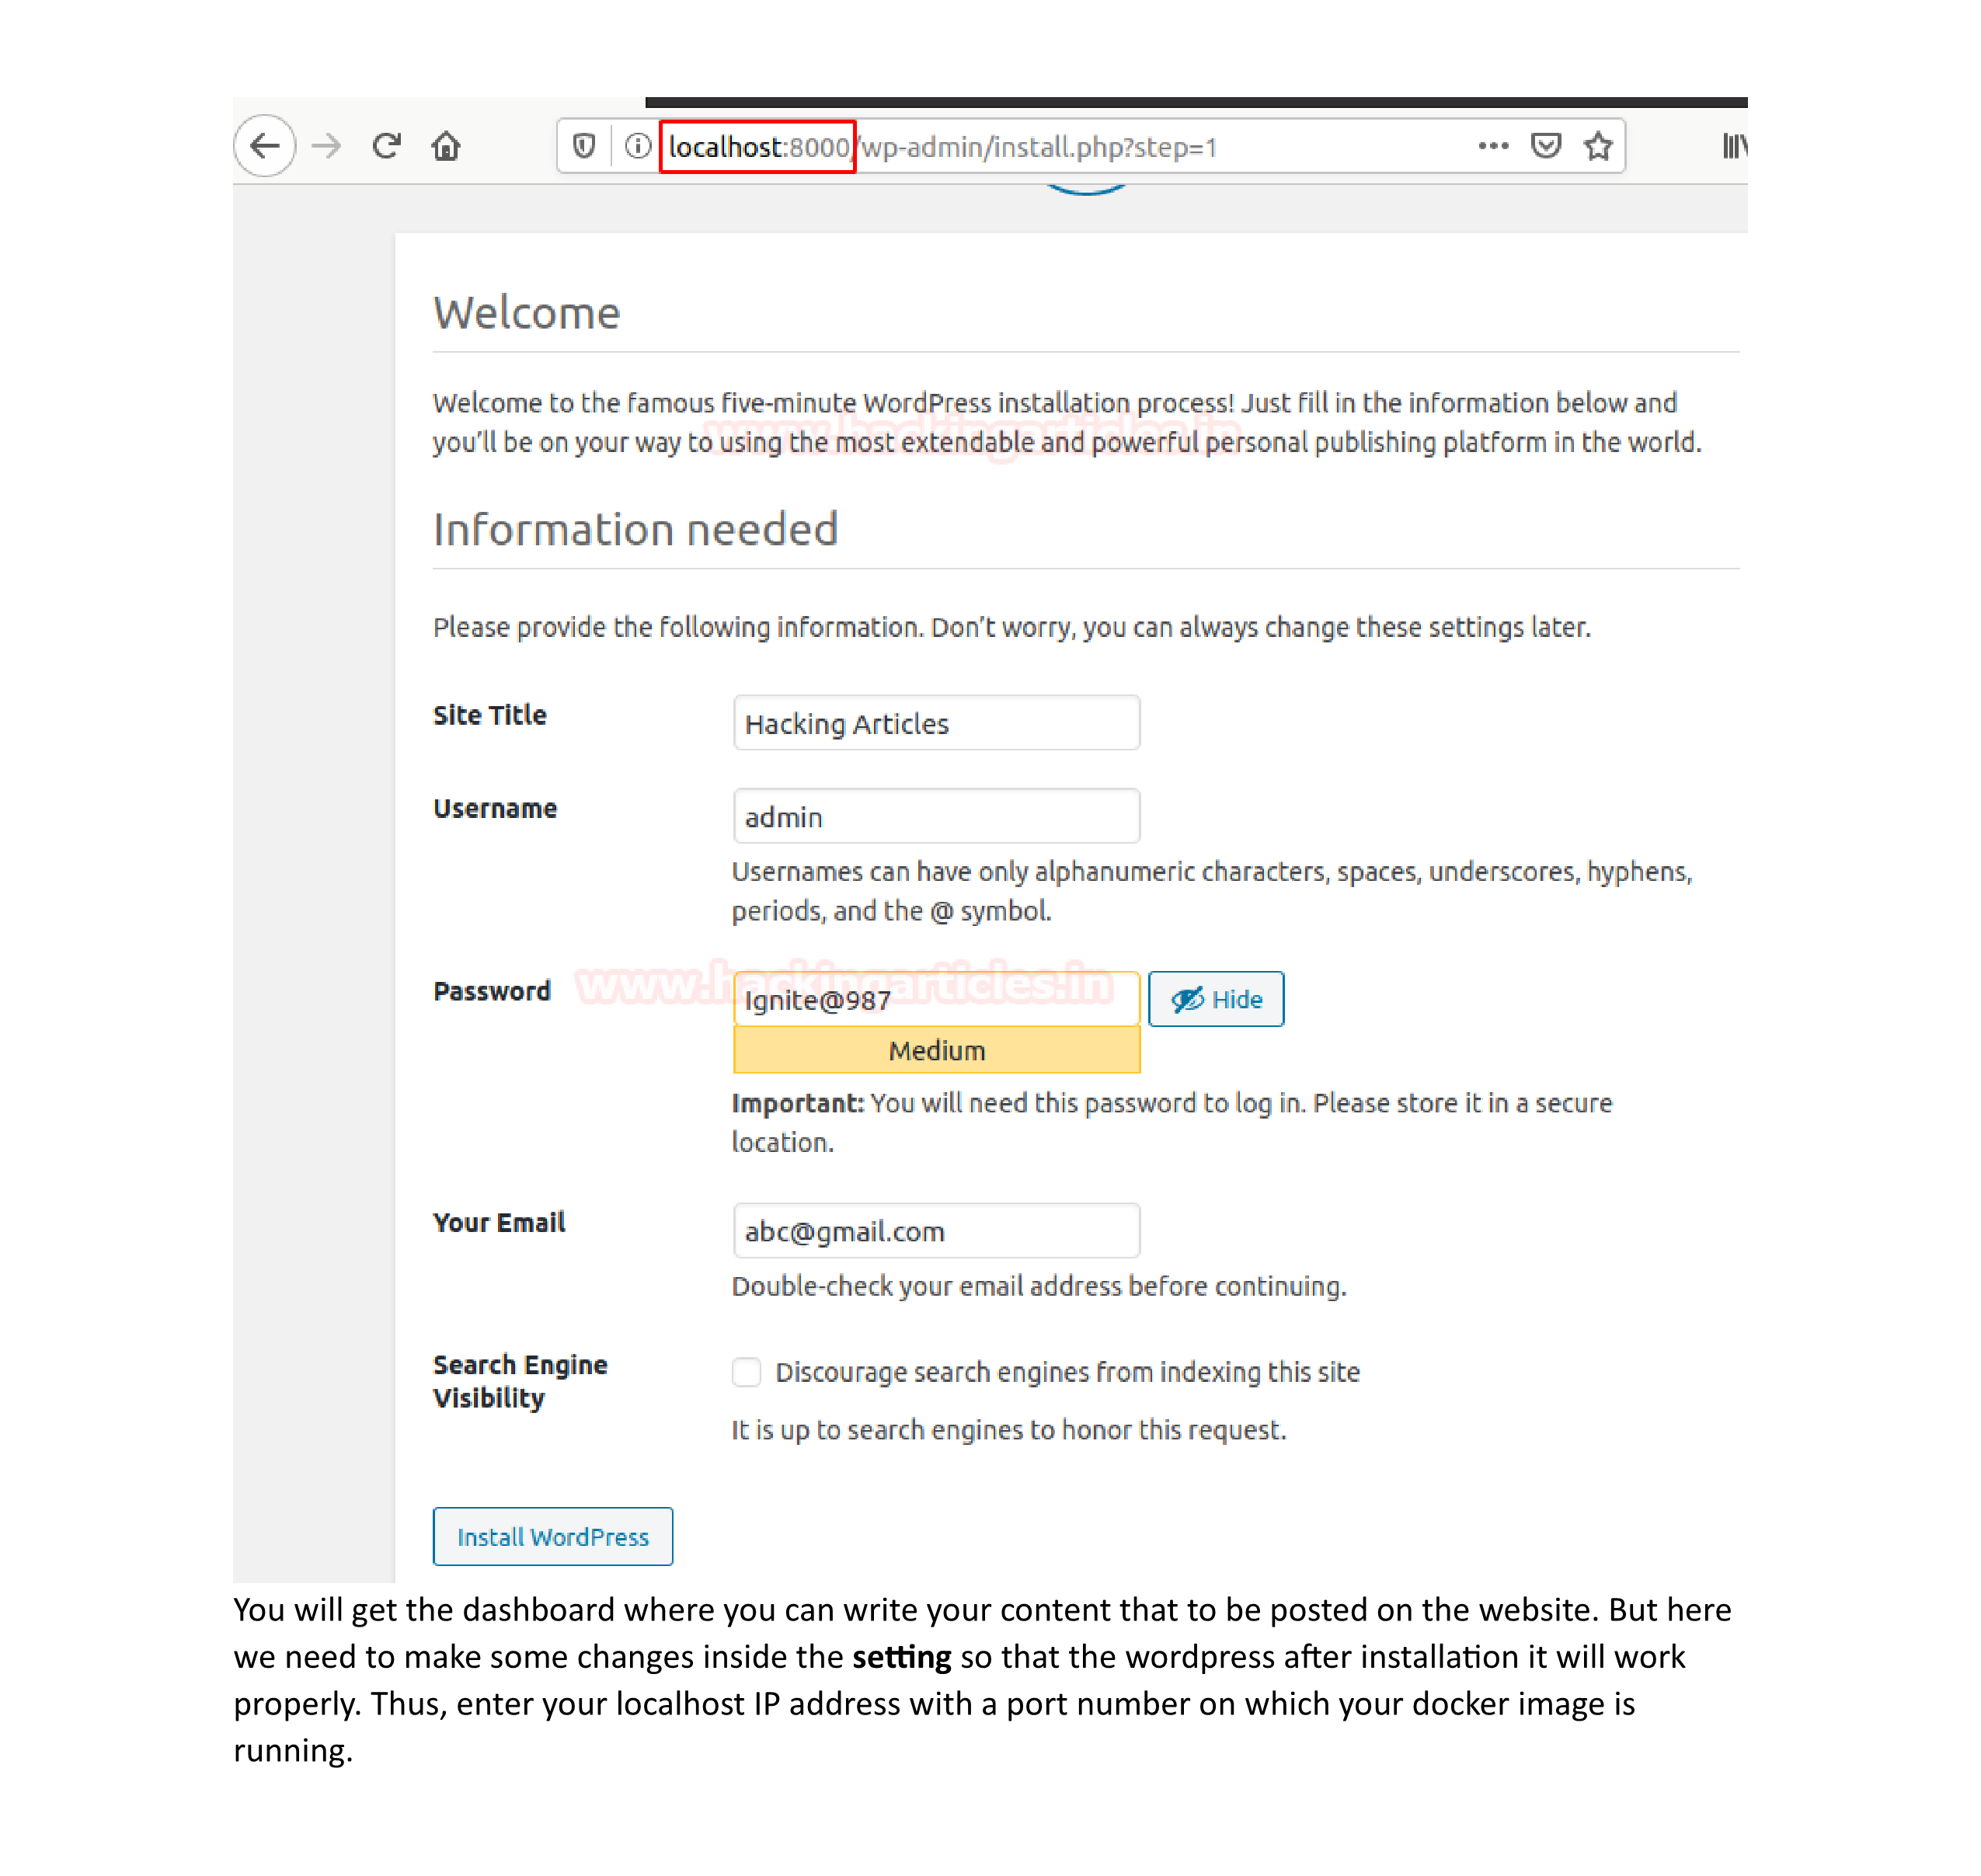 localhost:8000/wp-admin/install.php?step=1
Welcome
Welcome to the famous five-minute WordPress installation process! Just fill in the information below and
you’ll be on your way to using the most extendable and powerful personal publishing platform in the world.
www.hackingarticles.in
Information needed
Please provide the following information. Don’t worry, you can always change these settings later.
Site Title
Hacking Articles
Username
admin
Usernames can have only alphanumeric characters, spaces, underscores, hyphens,
periods, and the @ symbol.
Password
www.hackingarticles.in
Ignite@987
Hide
Medium
Important: You will need this password to log in. Please store it in a secure
location.
Your Email
abc@gmail.com
Double-check your email address before continuing.
Search Engine
Visibility
Discourage search engines from indexing this site
It is up to search engines to honor this request.
Install WordPress
You will get the dashboard where you can write your content that to be posted on the website. But here
we need to make some changes inside the setting so that the wordpress after installation it will work
properly. Thus, enter your localhost IP address with a port number on which your docker image is
running.